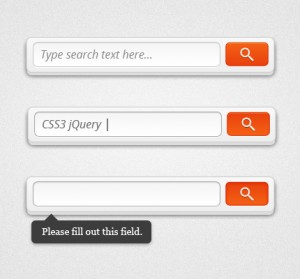 Type search text here...
CSS3 jQuery
Please fill out this field.